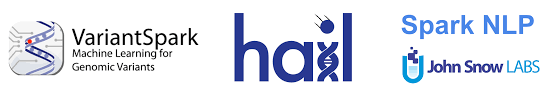 VariantSpark
Machine Learning for
Genomic Variants
hail
Spark NLP
John Snow LABS